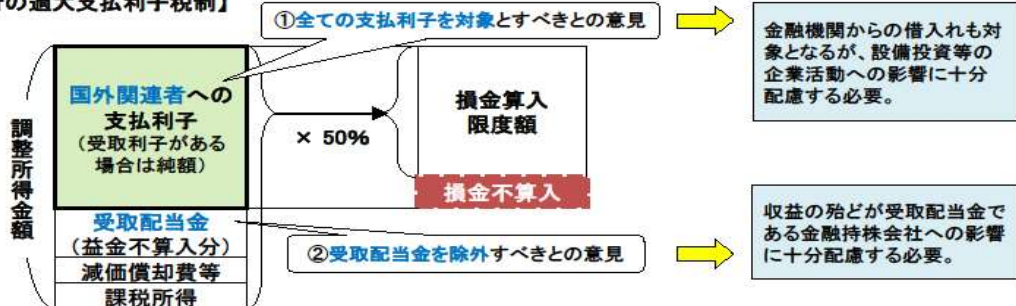 の過大支払利子税制】
①全ての支払利子を対象とすべきとの意見
金融機関からの借入れも対
象となるが、設備投資等の
企業活動への影響に十分
配慮する必要。
調整所得金額
国外関連者への
支払利子
(受取利子がある
場合は純額)
× 50%
損金算入
限度額
損金不算入
受取配当金
(益金不算入分)
減価償却費等
課税所得
②受取配当金を除外すべきとの意見
収益の殆どが受取配当金で
ある金融持株会社への影響
に十分配慮する必要。